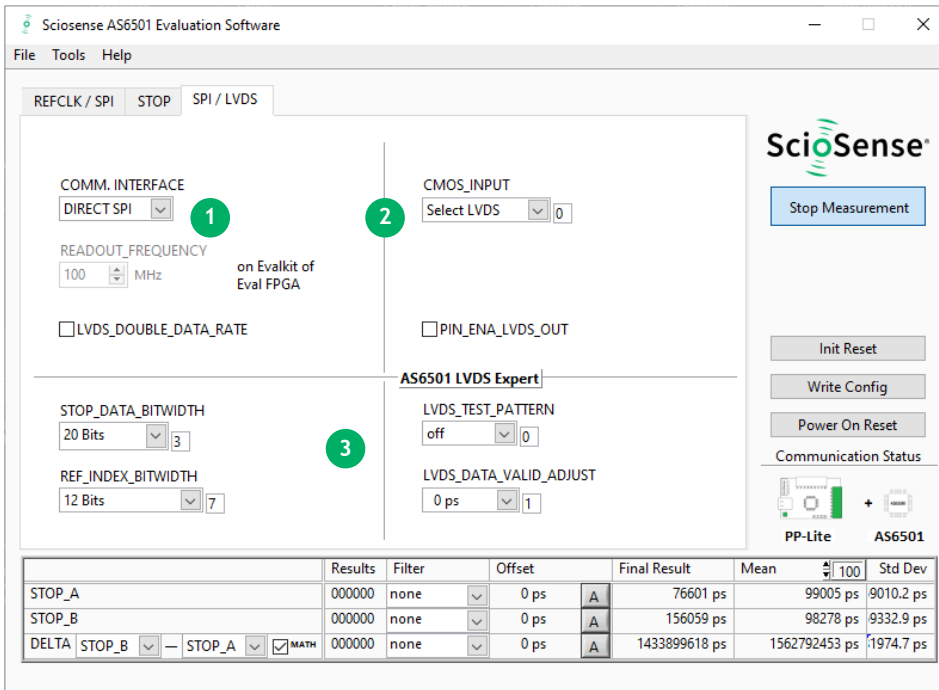 Sciosense AS6501 Evaluation Software
File Tools Help
REFCLK / SPI STOP SPI / LVDS
ScioSense
COMM. INTERFACE CMOS_INPUT
DIRECT SPI 1 2 Select LVDS 0
Stop Measurement
READOUT_FREQUENCY
100 MHz on Evalkit of
Eval FPGA
LVDS_DOUBLE_DATA_RATE PIN_ENA_LVDS_OUT
Init Reset
AS6501 LVDS Expert
Write Config
STOP_DATA_BITWIDTH LVDS_TEST_PATTERN
20 Bits 3 off 0
Power On Reset
3
Communication Status
REF_INDEX_BITWIDTH LVDS_DATA_VALID_ADJUST
12 Bits 7 0 ps 1
+
PP-Lite AS6501
Results Filter Offset Final Result Mean 100 Std Dev
STOP_A 000000 none 0 ps A 76601 ps 99005 ps 9010.2 ps
STOP_B 000000 none 0 ps A 156059 ps 98278 ps 9332.9 ps
DELTA STOP_B — STOP_A MATH 000000 none 0 ps A 1433899618 ps 1562792453 ps 1974.7 ps